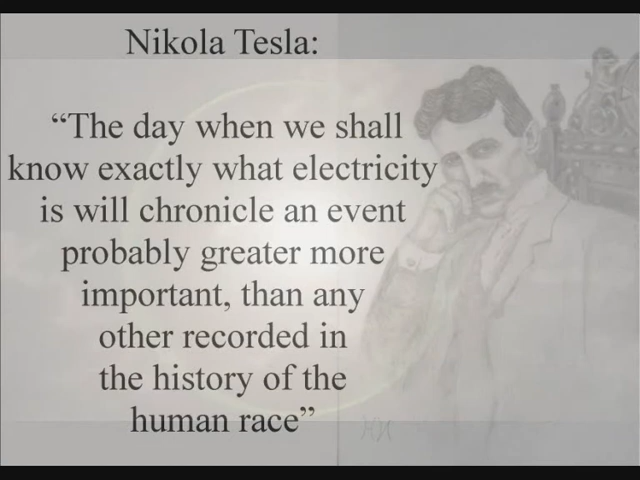 Nikola Tesla:
“The day when we shall
know exactly what electricity
is will chronicle an event
probably greater more
important, than any
other recorded in
the history of the
human race”